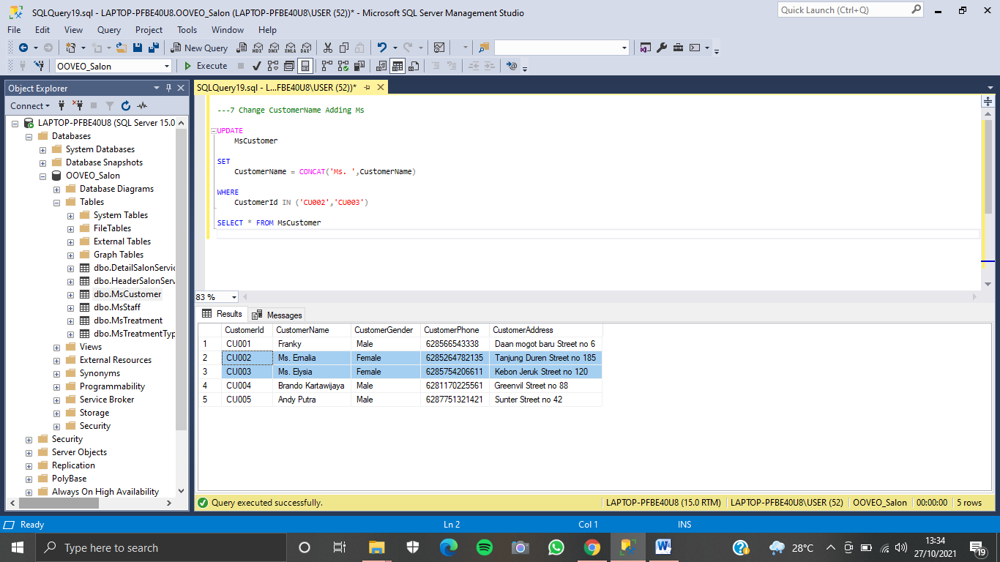 SQLQuery19.sql - LAPTOP-PFBE40U8.OOVEO_Salon (LAPTOP-PFBE40U8\USER (52))* - Microsoft SQL Server Management Studio
Quick Launch (Ctrl+Q)
File Edit View Query Project Tools Window Help
New Query
MDX DMX XMLA DAX
OOVEO_Salon
Execute
Object Explorer
SQLQuery19.sql - L...FBE40U8\USER (52))*
Connect
LAPTOP-PFBE40U8 (SQL Server 15.0
Databases
System Databases
Database Snapshots
OOVEO_Salon
Database Diagrams
Tables
System Tables
FileTables
External Tables
Graph Tables
dbo.DetailSalonServic
dbo.HeaderSalonServ
dbo.MsCustomer
dbo.MsStaff
dbo.MsTreatment
dbo.MsTreatmentTyp
Views
External Resources
Synonyms
Programmability
Service Broker
Storage
Security
Security
Server Objects
Replication
PolyBase
Always On High Availability
---7 Change CustomerName Adding Ms
UPDATE
MsCustomer
SET
CustomerName = CONCAT('Ms. ',CustomerName)
WHERE
CustomerId IN ('CU002','CU003')
SELECT * FROM MsCustomer
83 %
Results Messages
CustomerId CustomerName CustomerGender CustomerPhone CustomerAddress
1 CU001 Franky Male 628566543338 Daan mogot baru Street no 6
2 CU002 Ms. Emalia Female 6285264782135 Tanjung Duren Street no 185
3 CU003 Ms. Elysia Female 6285754206611 Kebon Jeruk Street no 120
4 CU004 Brando Kartawijaya Male 6281170225561 Greenvil Street no 88
5 CU005 Andy Putra Male 6287751321421 Sunter Street no 42
Query executed successfully.
LAPTOP-PFBE40U8 (15.0 RTM) LAPTOP-PFBE40U8\USER (52) OOVEO_Salon 00:00:00 5 rows
Ready Ln 2 Col 1 INS
Type here to search
28°C
13:34
27/10/2021
19